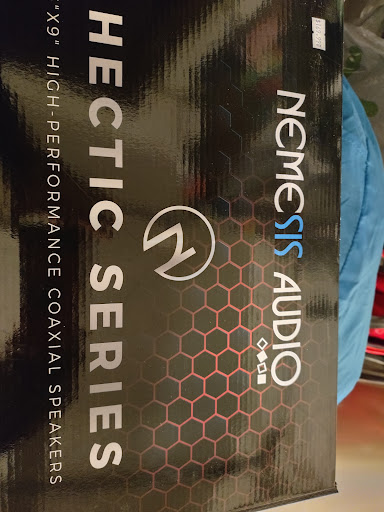 NEMESIS AUDIO
HECTIC SERIES
"X9" HIGH-PERFORMANCE COAXIAL SPEAKERS